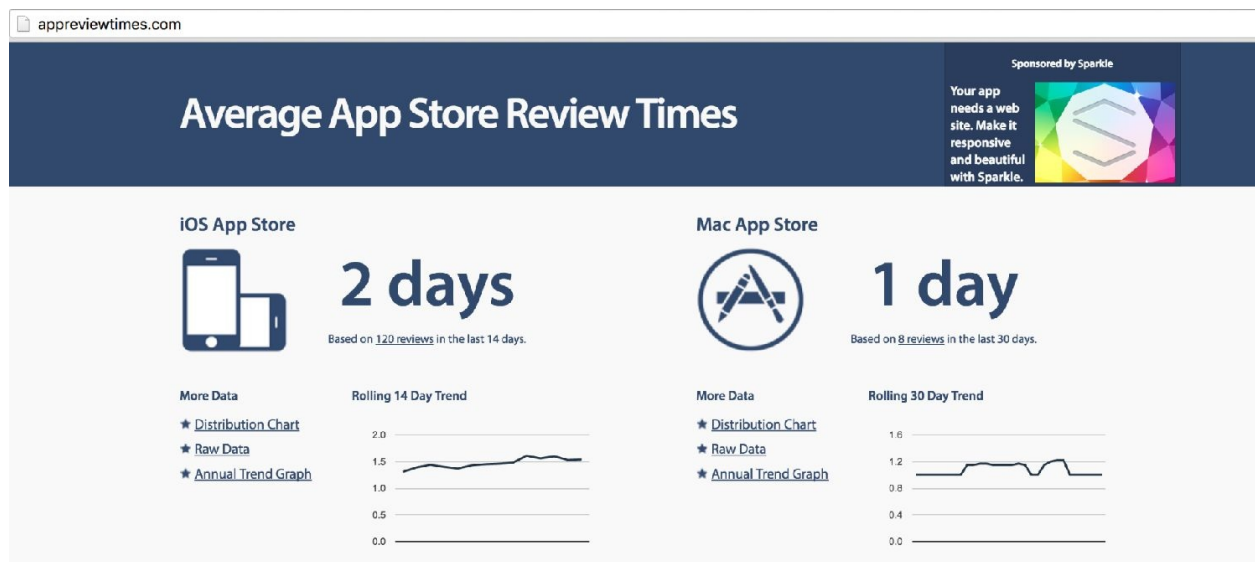 appreviewtimes.com
Average App Store Review Times
Sponsored by Sparkle
Your app
needs a web
site. Make it
responsive
and beautiful
with Sparkle.
iOS App Store
2 days
Based on 120 reviews in the last 14 days.
More Data
★ Distribution Chart
★ Raw Data
★ Annual Trend Graph
Rolling 14 Day Trend
2.0
1.5
1.0
0.5
0.0
Mac App Store
1 day
Based on 8 reviews in the last 30 days.
More Data
★ Distribution Chart
★ Raw Data
★ Annual Trend Graph
Rolling 30 Day Trend
1.6
1.2
0.8
0.4
0.0